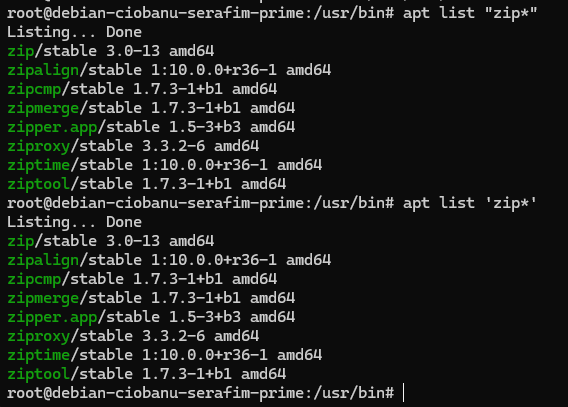 root@debian-ciobanu-serafim-prime:/usr/bin# apt list "zip*"
Listing... Done
zip/stable 3.0-13 amd64
zipalign/stable 1:10.0.0+r36-1 amd64
zipcmp/stable 1.7.3-1+b1 amd64
zipmerge/stable 1.7.3-1+b1 amd64
zipper.app/stable 1.5-3+b3 amd64
ziproxy/stable 3.3.2-6 amd64
ziptime/stable 1:10.0.0+r36-1 amd64
ziptool/stable 1.7.3-1+b1 amd64
root@debian-ciobanu-serafim-prime:/usr/bin# apt list 'zip*'
Listing... Done
zip/stable 3.0-13 amd64
zipalign/stable 1:10.0.0+r36-1 amd64
zipcmp/stable 1.7.3-1+b1 amd64
zipmerge/stable 1.7.3-1+b1 amd64
zipper.app/stable 1.5-3+b3 amd64
ziproxy/stable 3.3.2-6 amd64
ziptime/stable 1:10.0.0+r36-1 amd64
ziptool/stable 1.7.3-1+b1 amd64
root@debian-ciobanu-serafim-prime:/usr/bin#